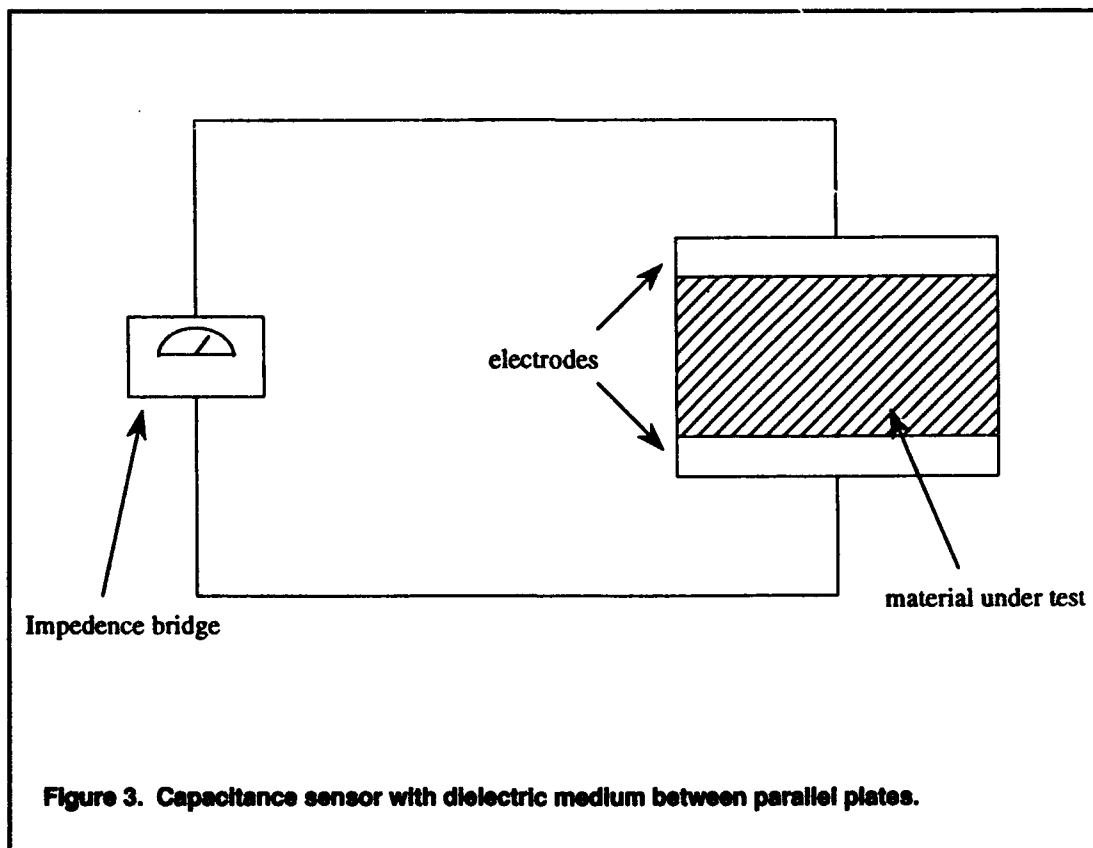 electrodes
material under test
Impedence bridge
Figure 3. Capacitance sensor with dielectric medium between parallel plates.